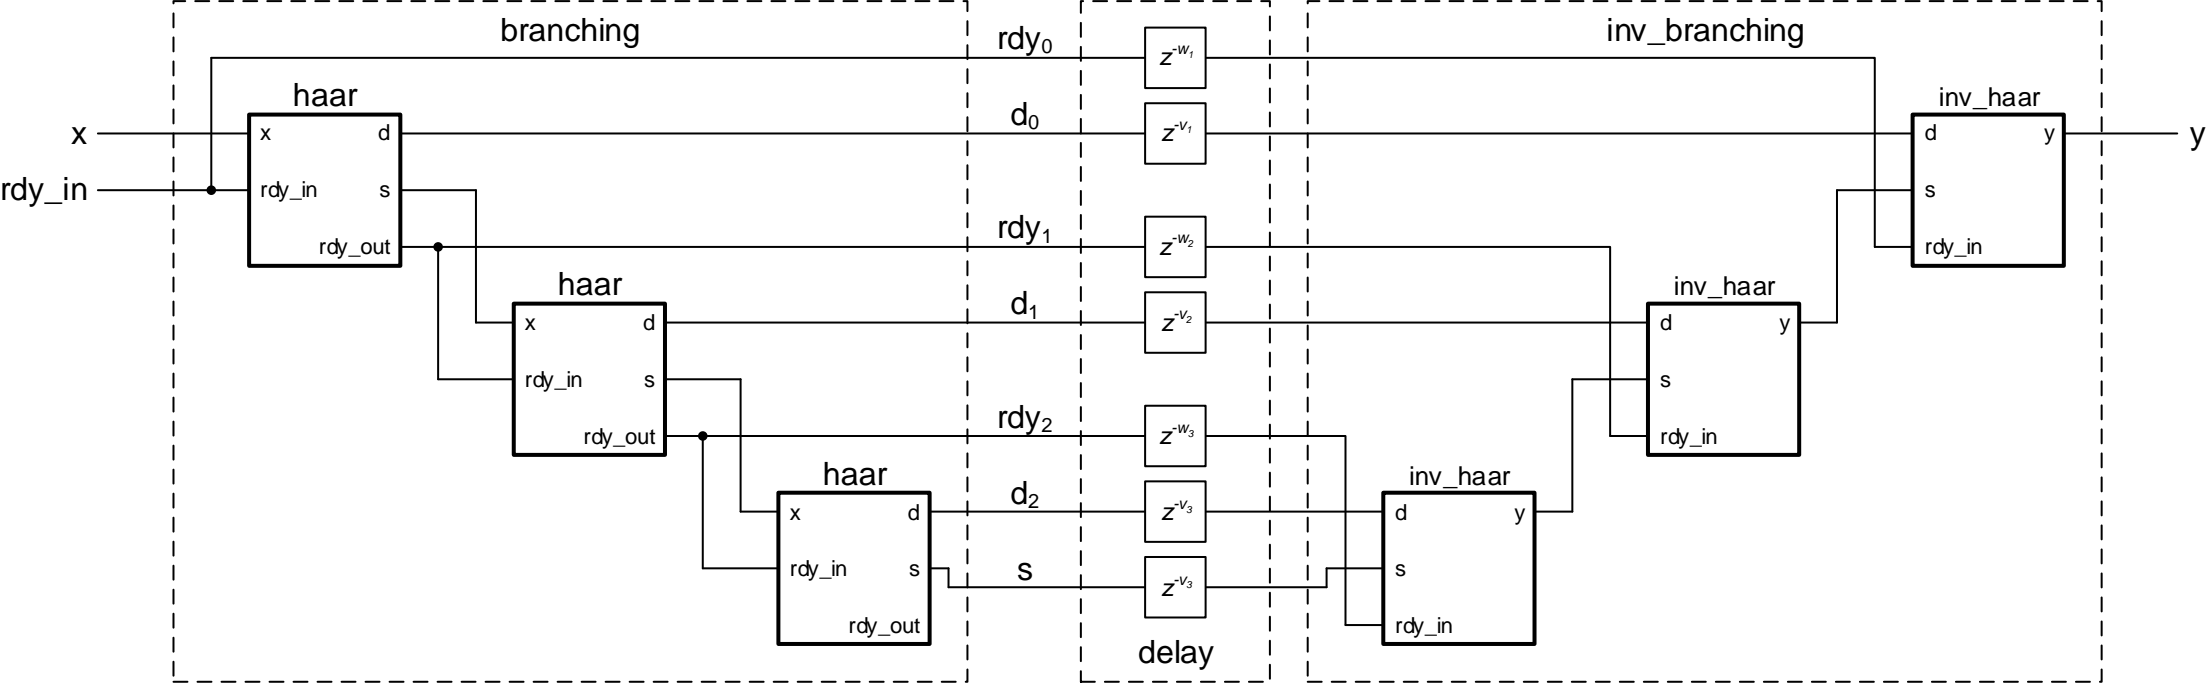 branching
rdy0
z-w1
inv_branching
haar
inv_haar
x
x
d
d0
z-v1
d
y
y
rdy_in
rdy_in
s
s
rdy_out
rdy1
z-w2
rdy_in
haar
inv_haar
x
d
d1
z-v2
d
y
rdy_in
s
s
rdy_out
rdy2
z-w3
rdy_in
haar
inv_haar
x
d
d2
z-v3
d
y
rdy_in
s
s
z-v3
s
rdy_out
rdy_in
delay